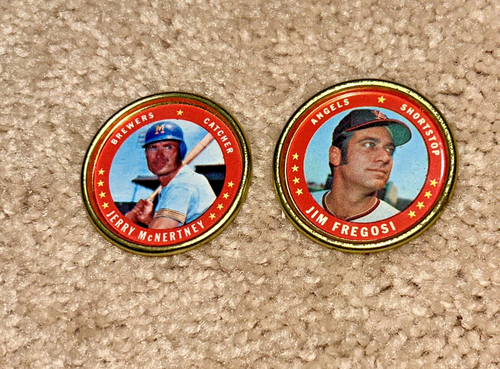 BREWERS ★ CATCHER
M
JERRY McNERTNEY
ANGELS ★ SHORTSTOP
JIM FREGOSI